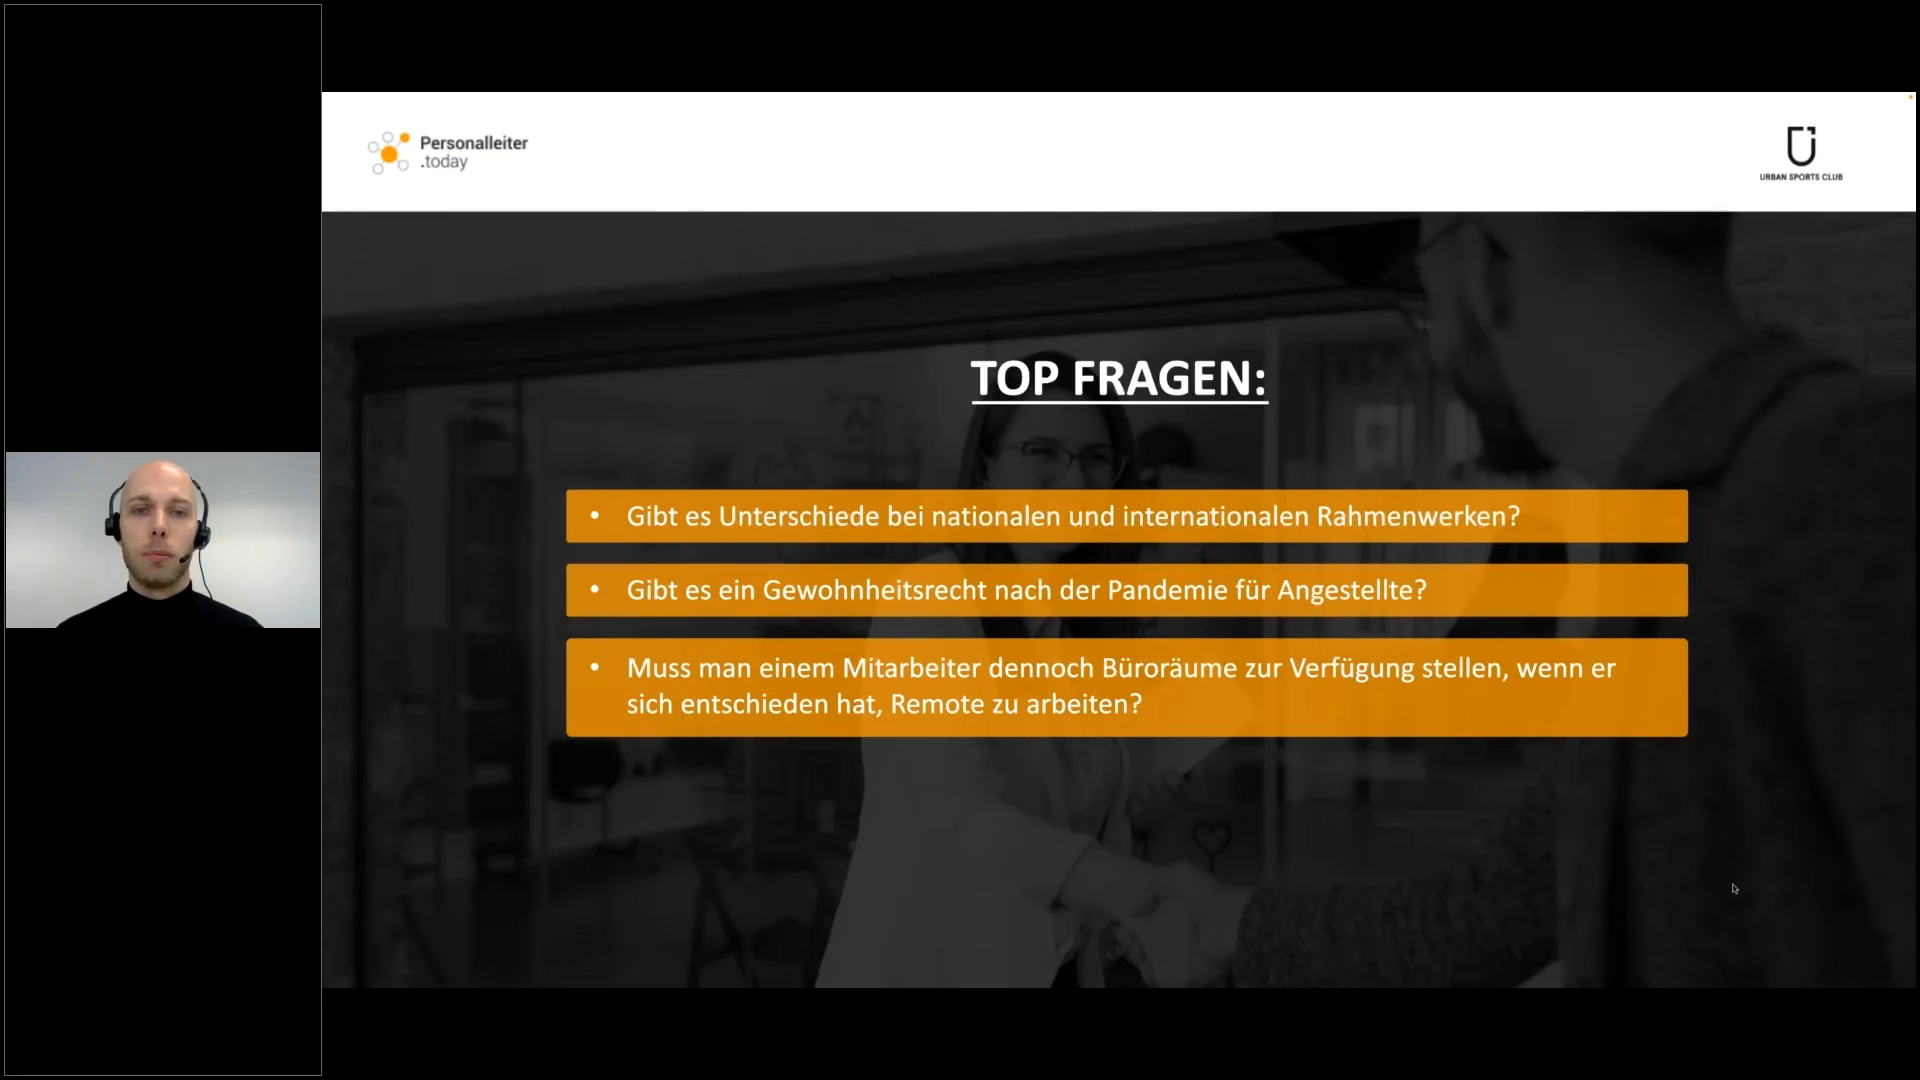 Personalleiter
.today
URBAN SPORTS CLUB
TOP FRAGEN:
• Gibt es Unterschiede bei nationalen und internationalen Rahmenwerken?
• Gibt es ein Gewohnheitsrecht nach der Pandemie für Angestellte?
• Muss man einem Mitarbeiter dennoch Büroräume zur Verfügung stellen, wenn er
sich entschieden hat, Remote zu arbeiten?